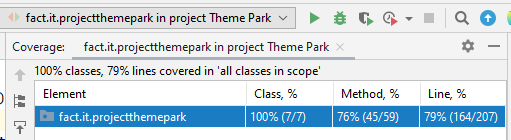 fact.it.projectthemepark in project Theme Park
Coverage: fact.it.projectthemepark in project Theme Park
100% classes, 79% lines covered in 'all classes in scope'
Element Class, % Method, % Line, %
fact.it.projectthemepark 100% (7/7) 76% (45/59) 79% (164/207)